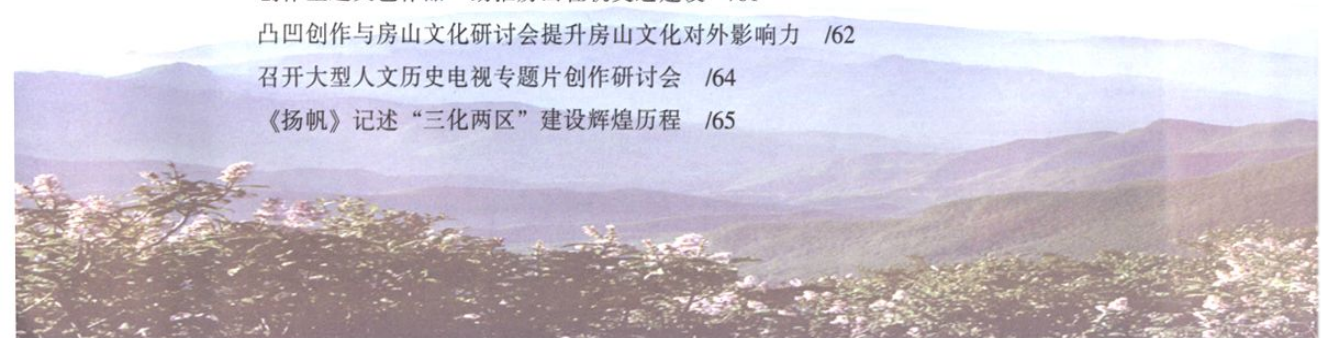 凸凹创作与房山文化研讨会提升房山文化对外影响力 /62
召开大型人文历史电视专题片创作研讨会 /64
《扬帆》记述“三化两区”建设辉煌历程 /65